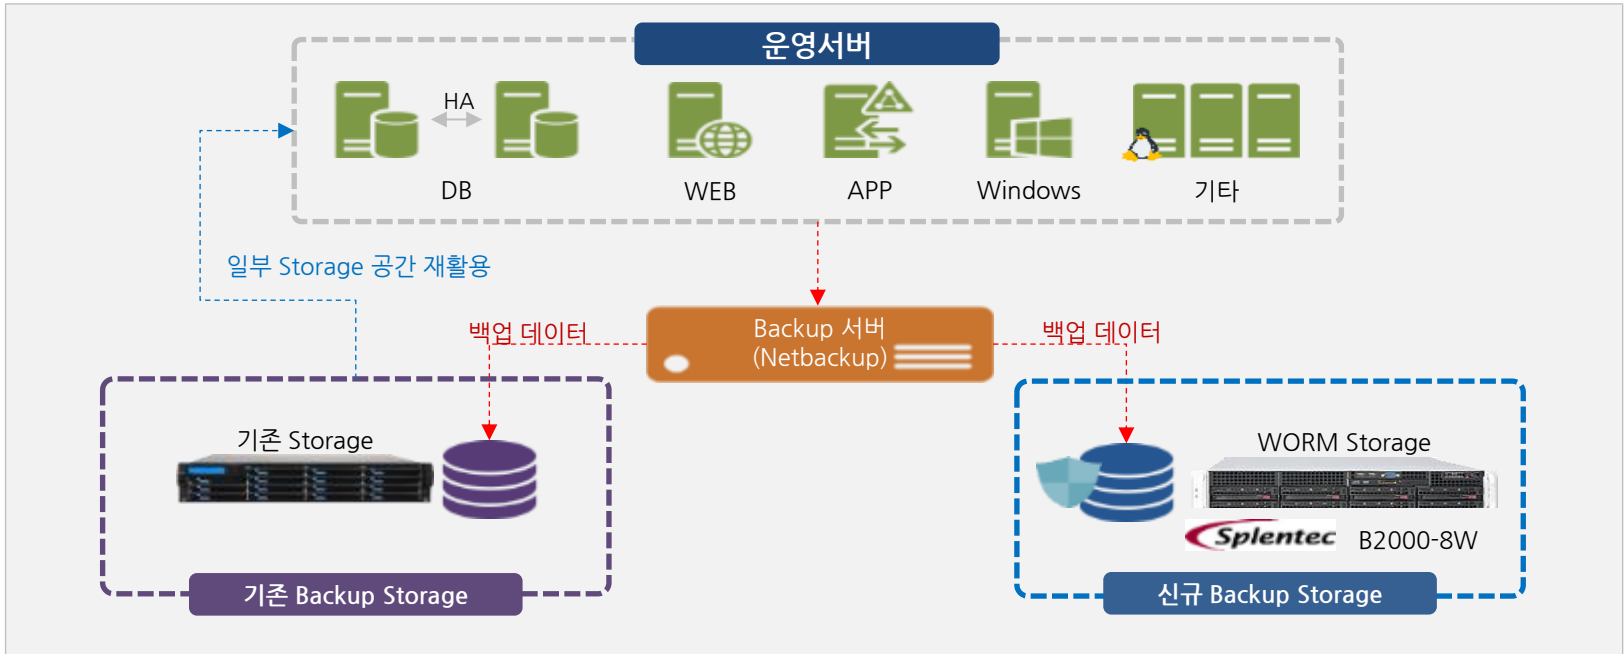 운영서버
HA
DB
WEB
APP
Windows
기타
일부 Storage 공간 재활용
백업 데이터
Backup 서버
(Netbackup)
백업 데이터
기존 Storage
WORM Storage
Splentec
B2000-8W
기존 Backup Storage
신규 Backup Storage